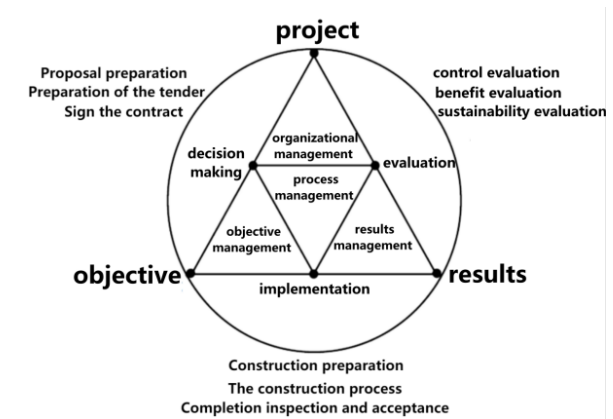 project
Proposal preparation
Preparation of the tender
Sign the contract
control evaluation
benefit evaluation
sustainability evaluation
organizational
management
decision
making
evaluation
process
management
objective
management
results
management
objective
results
implementation
Construction preparation
The construction process
Completion inspection and acceptance